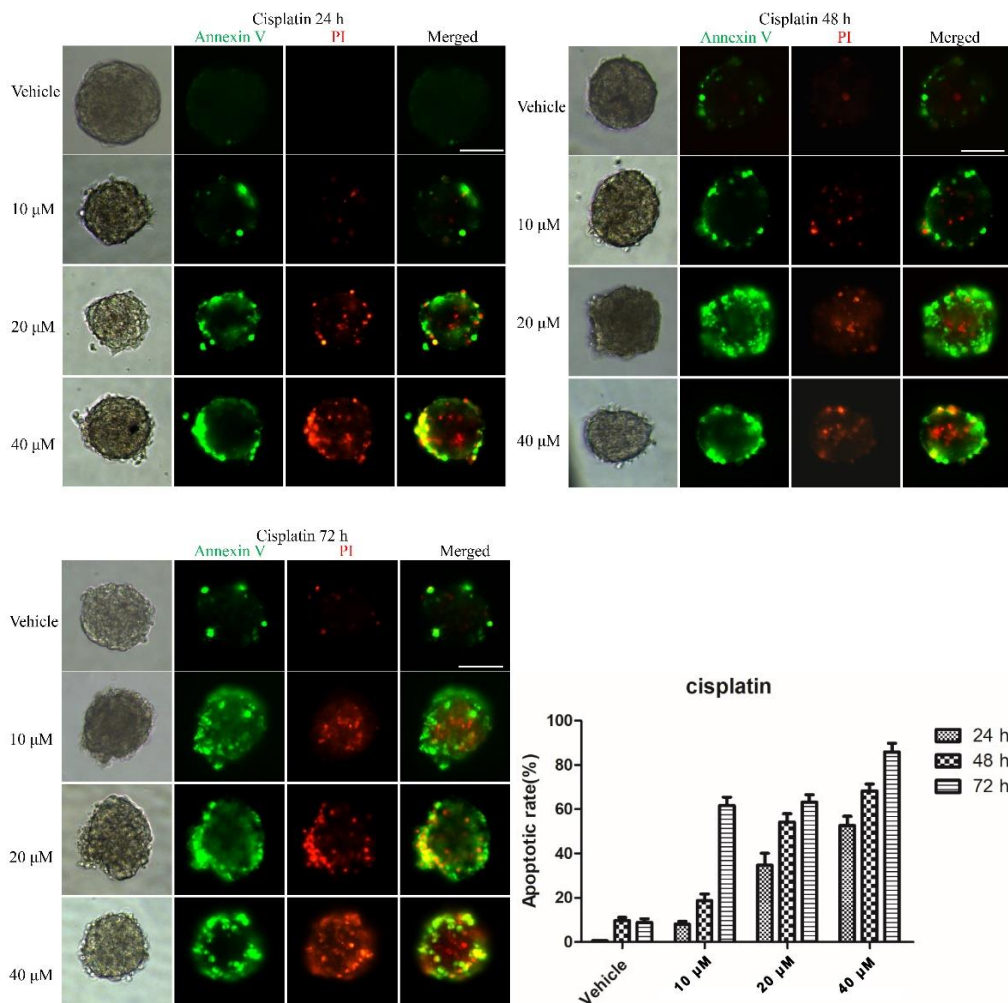 Cisplatin 24 h
Annexin V PI Merged
Vehicle
10 μM
20 μM
40 μM
Cisplatin 48 h
Annexin V PI Merged
Vehicle
10 μM
20 μM
40 μM
Cisplatin 72 h
Annexin V PI Merged
Vehicle
10 μM
20 μM
40 μM
cisplatin
Apoptotic rate(%)
100
80
60
40
20
0
Vehicle 10 μM 20 μM 40 μM
24 h
48 h
72 h